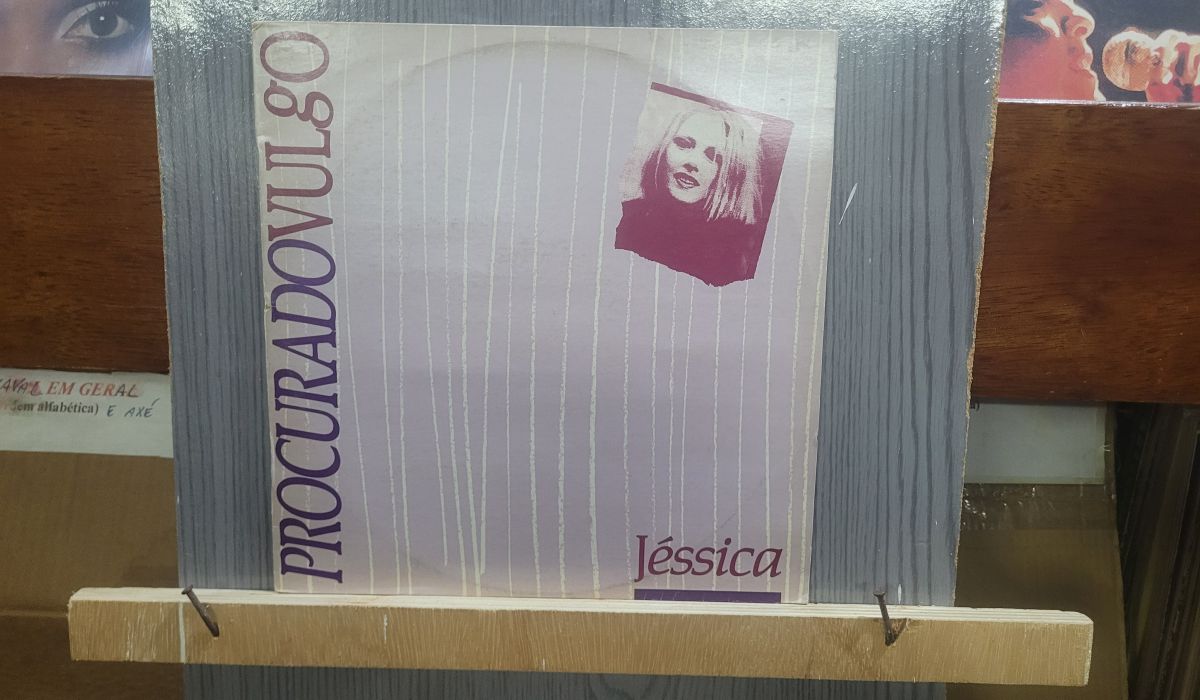 PROCURADOVULgO
Jéssica
EM GERAL
alfabética) E AXÉ